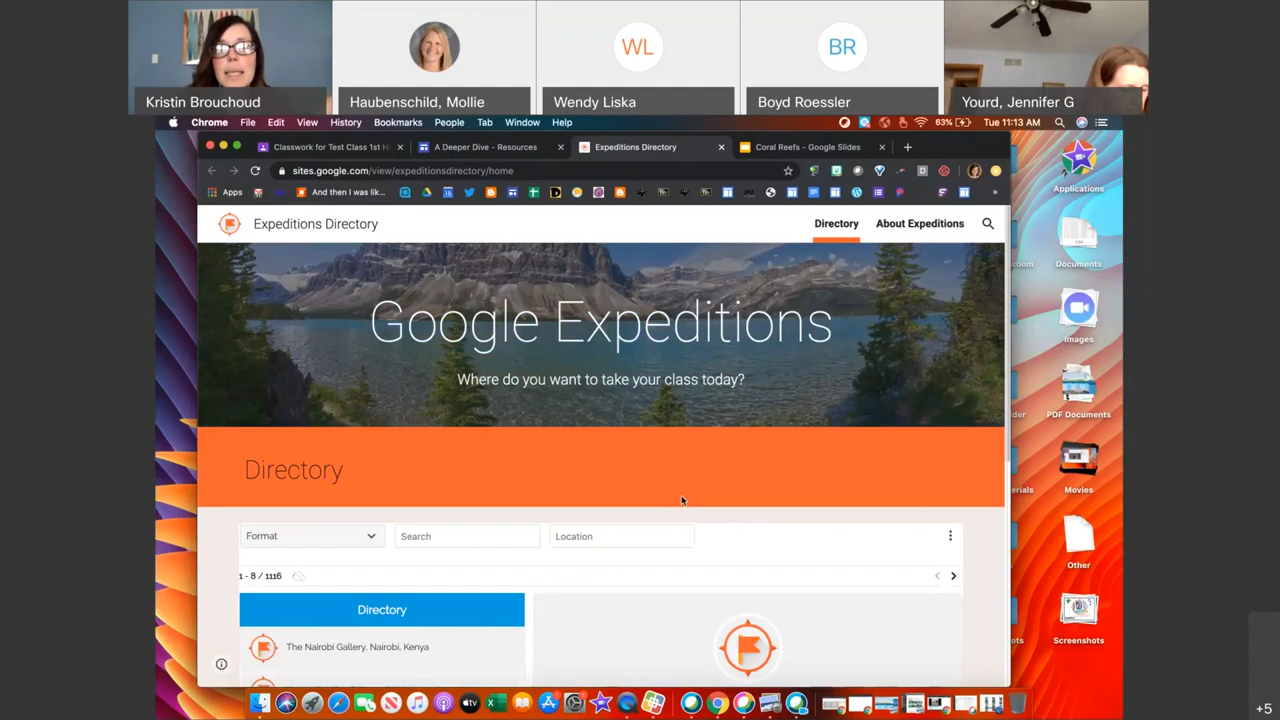 WL
BR
Kristin Brouchoud
Haubenschild, Mollie
Wendy Liska
Boyd Roessler
Yourd, Jennifer G
Chrome File Edit View History Bookmarks People Tab Window Help
63%
Tue 11:13 AM
Classwork for Test Class 1st H
A Deeper Dive - Resources
Expeditions Directory
Coral Reefs - Google Slides
sites.google.com/view/expeditionsdirectory/home
Apps
And then I was lik...
Expeditions Directory
Directory
About Expeditions
Google Expeditions
Where do you want to take your class today?
Directory
Format
Search
Location
1 - 8 / 1116
Directory
The Nairobi Gallery, Nairobi, Kenya
Applications
Documents
Images
PDF Documents
Movies
Other
Screenshots
room
erials
tv
+5